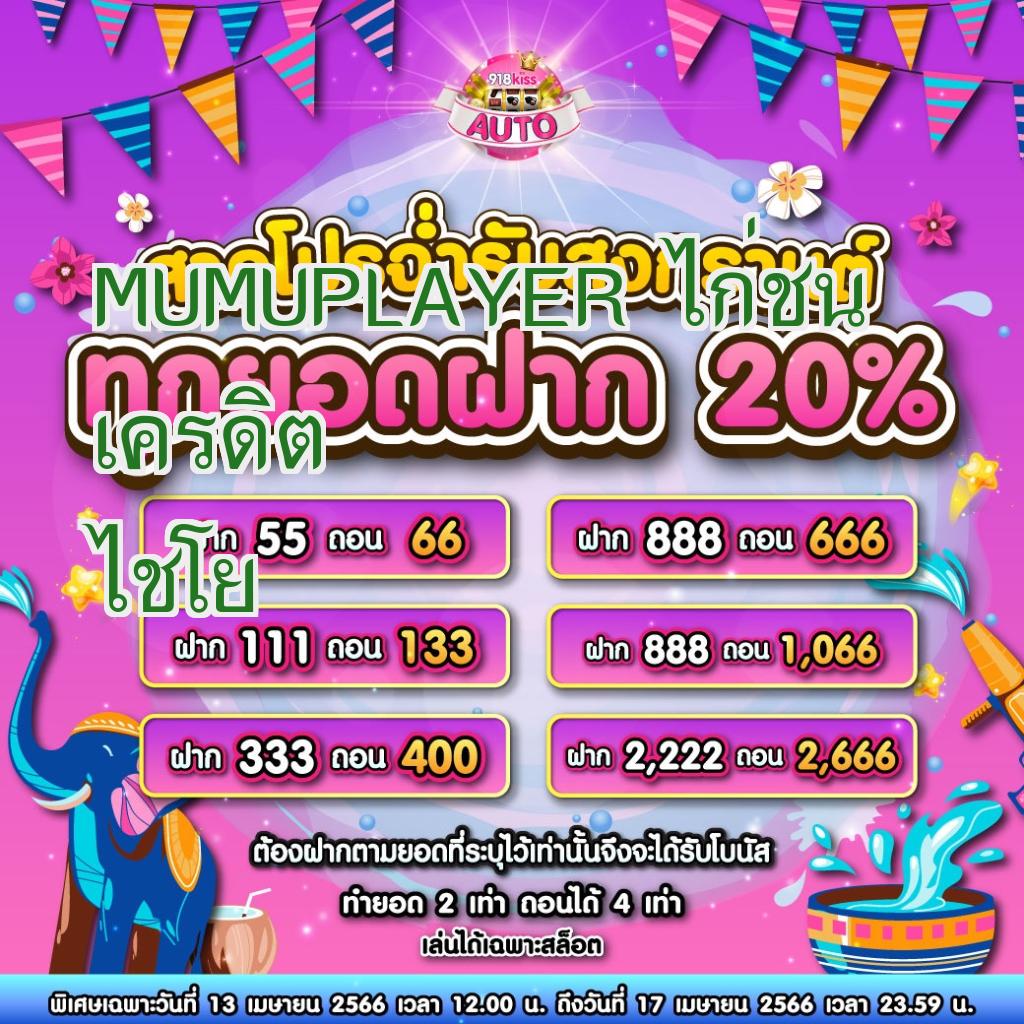 918kiss
AUTO
MUMUPLAYER ไก่ชน
ทุกยอดฝาก 20%
เครดิต
ไชโย
55 ถอน 66
ฝาก 888 ถอน 666
ฝาก 111 ถอน 133
ฝาก 888 ถอน 1,066
ฝาก 333 ถอน 400
ฝาก 2,222 ถอน 2,666
ต้องฝากตามยอดที่ระบุไว้เท่านั้นจึงจะได้รับโบนัส
ทำยอด 2 เท่า ถอนได้ 4 เท่า
เล่นได้เฉพาะสล็อต
พิเศษเฉพาะวันที่ 13 เมษายน 2566 เวลา 12.00 น. ถึงวันที่ 17 เมษายน 2566 เวลา 23.59 น.